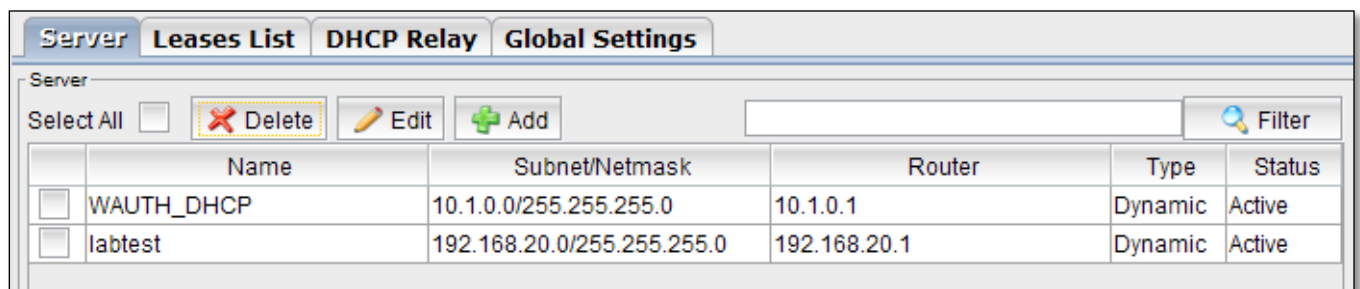 Server Leases List DHCP Relay Global Settings
Server
Select All Delete Edit Add Filter
Name Subnet/Netmask Router Type Status
WAUTH_DHCP 10.1.0.0/255.255.255.0 10.1.0.1 Dynamic Active
labtest 192.168.20.0/255.255.255.0 192.168.20.1 Dynamic Active